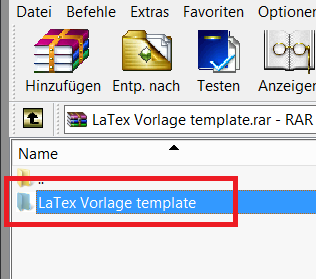 Datei Befehle Extras Favoriten Optionen
Hinzufügen Entp. nach Testen Anzeigen
LaTex Vorlage template.rar - RAR
Name
..
LaTex Vorlage template